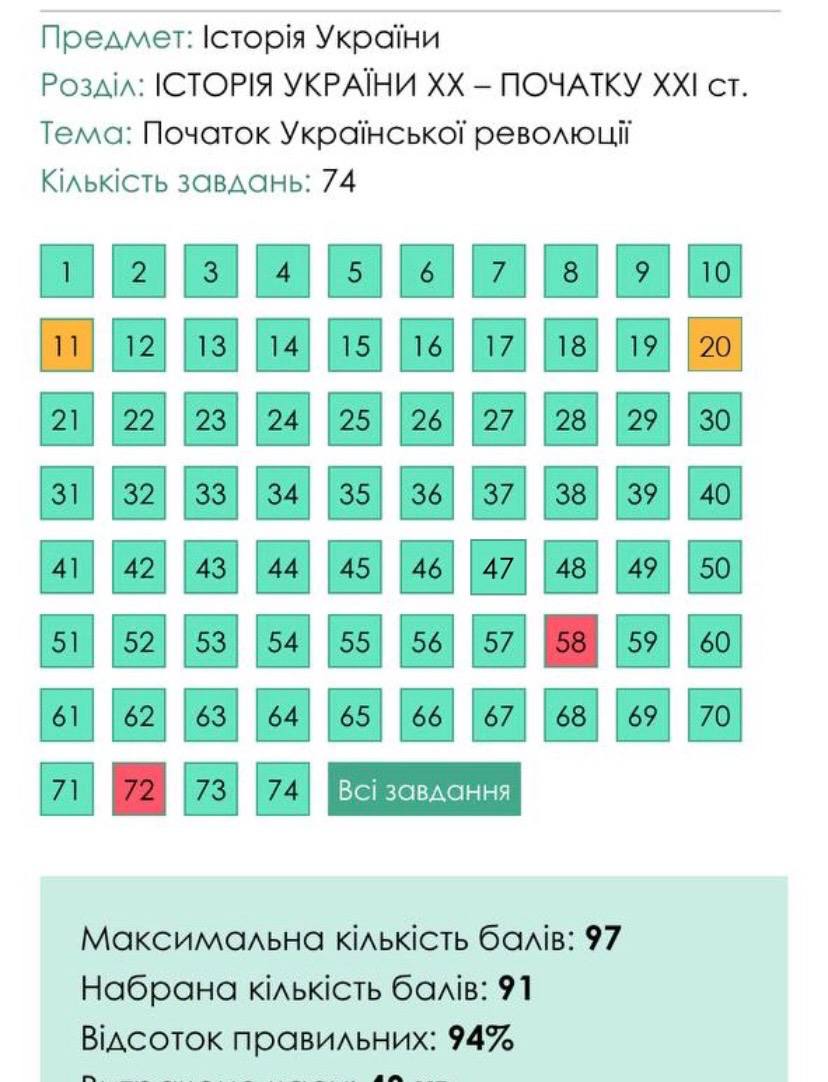 Предмет: Історія України
Розділ: ІСТОРІЯ УКРАЇНИ ХХ – ПОЧАТКУ ХХІ ст.
Тема: Початок Української революції
Кількість завдань: 74
1 2 3 4 5 6 7 8 9 10
11 12 13 14 15 16 17 18 19 20
21 22 23 24 25 26 27 28 29 30
31 32 33 34 35 36 37 38 39 40
41 42 43 44 45 46 47 48 49 50
51 52 53 54 55 56 57 58 59 60
61 62 63 64 65 66 67 68 69 70
71 72 73 74 Всі завдання
Максимальна кількість балів: 97
Набрана кількість балів: 91
Відсоток правильних: 94%